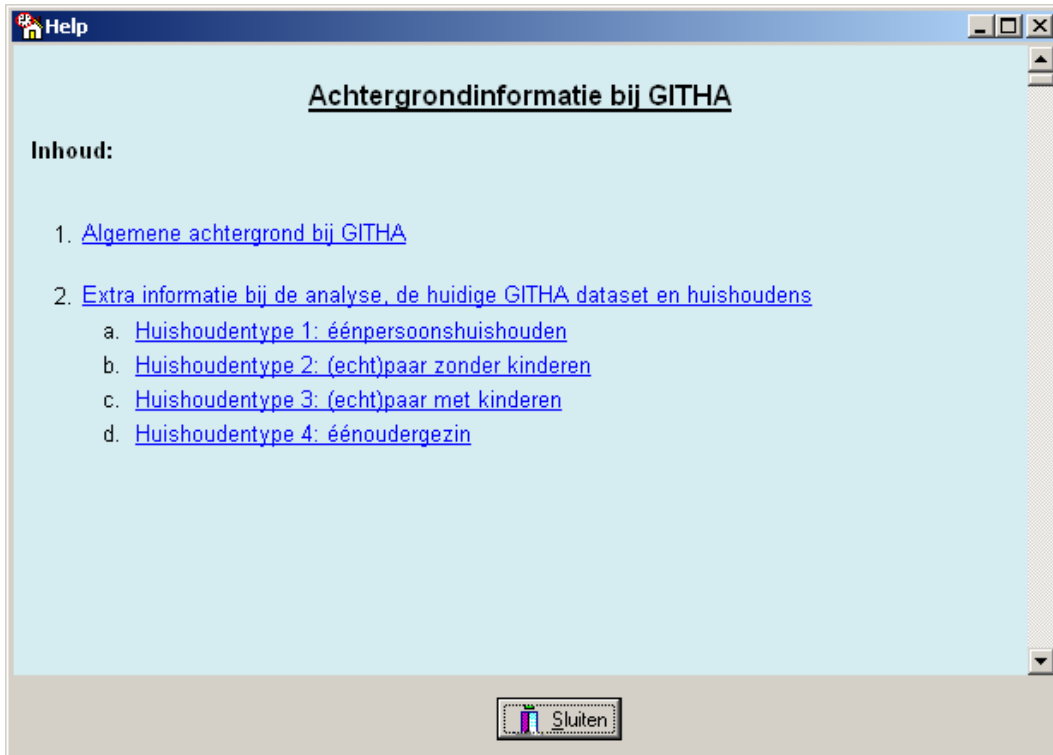 Help
Achtergrondinformatie bij GITHA
Inhoud:
1. Algemene achtergrond bij GITHA
2. Extra informatie bij de analyse, de huidige GITHA dataset en huishoudens
a. Huishoudentype 1: éénpersoonshuishouden
b. Huishoudentype 2: (echt)paar zonder kinderen
c. Huishoudentype 3: (echt)paar met kinderen
d. Huishoudentype 4: éénoudergezin
Sluiten